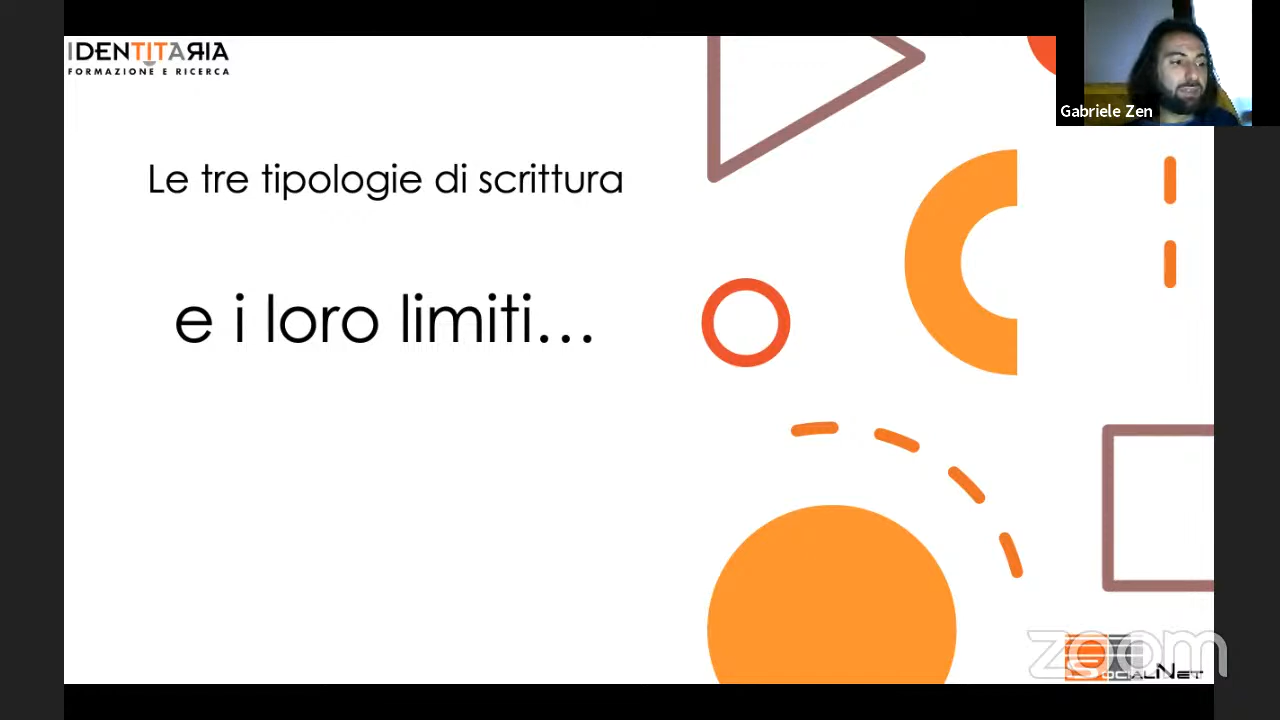 IDENTITARIA
FORMAZIONE E RICERCA
Gabriele Zen
Le tre tipologie di scrittura
e i loro limiti...
zoom
SOCIALNET